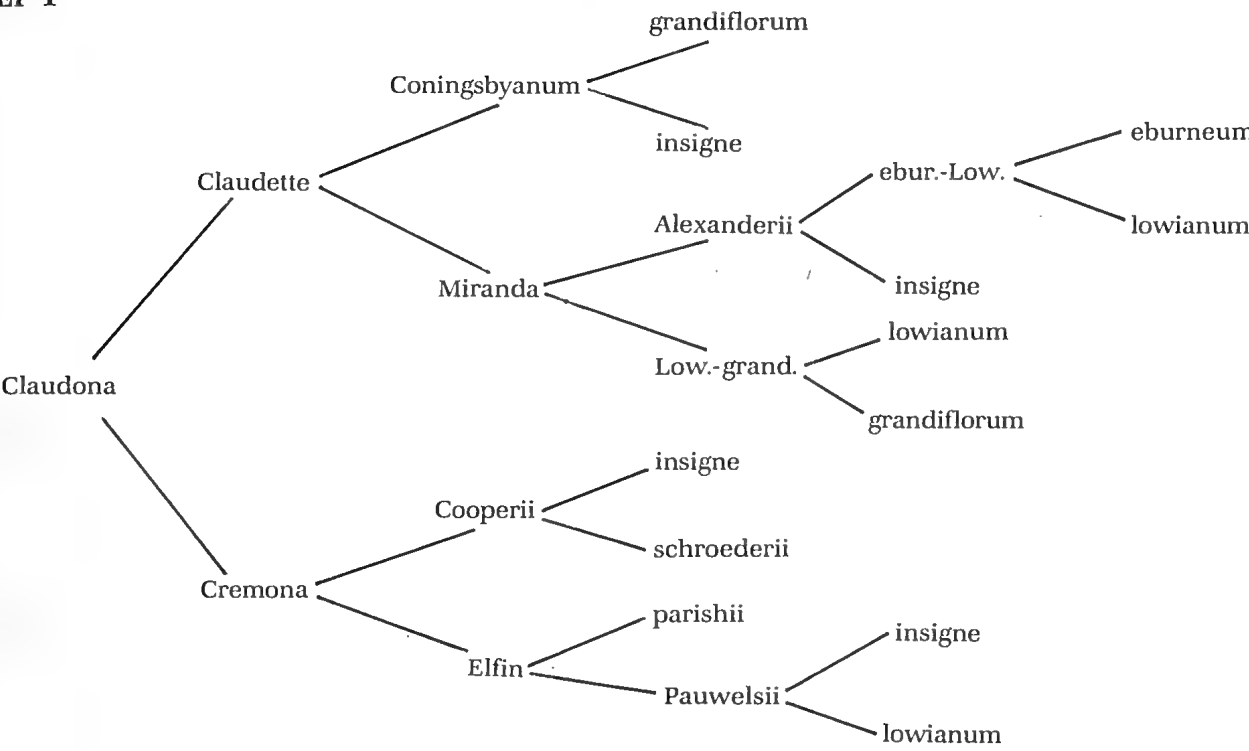 grandiflorum
Coningsbyanum
insigne
eburneum
ebur.-Low.
Claudette
lowianum
Alexanderii
insigne
Miranda
lowianum
Low.-grand.
Claudona
grandiflorum
insigne
Cooperii
schroederii
Cremona
parishii
insigne
Elfin
Pauwelsii
lowianum